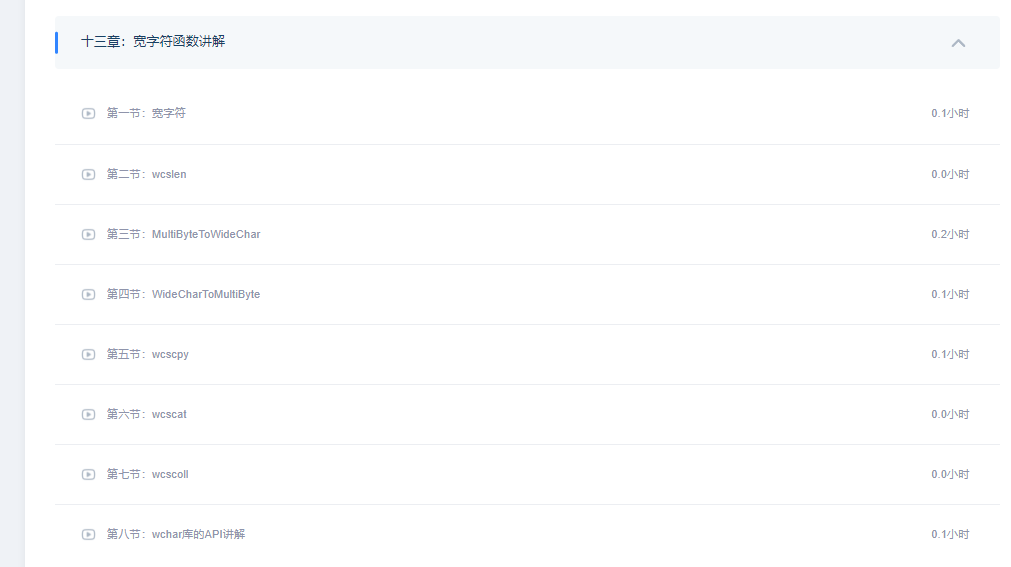 十三章：宽字符函数讲解
第一节：宽字符 0.1小时
第二节：wcslen 0.0小时
第三节：MultiByteToWideChar 0.2小时
第四节：WideCharToMultiByte 0.1小时
第五节：wcscpy 0.1小时
第六节：wcscat 0.0小时
第七节：wcscoll 0.0小时
第八节：wchar库的API讲解 0.1小时